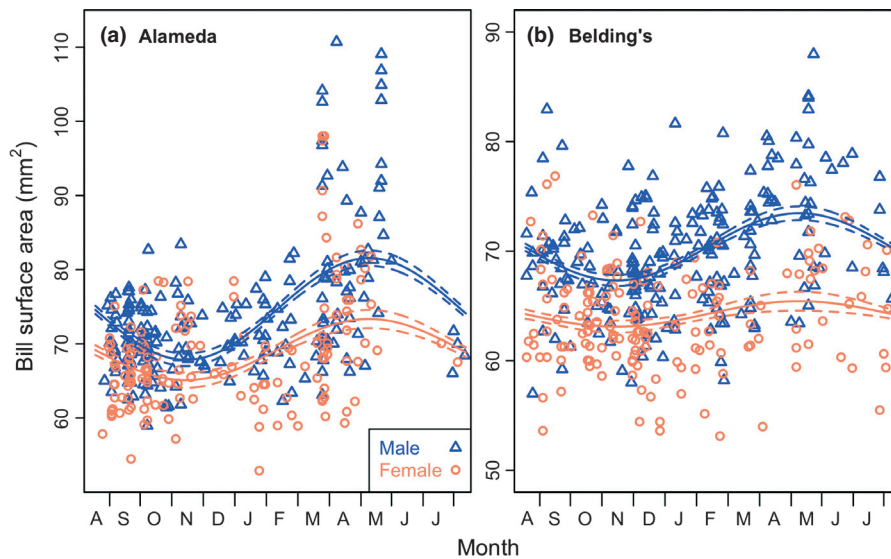 (a) Alameda
(b) Belding's
Bill surface area (mm²)
110
100
90
80
70
60
90
80
70
60
50
Male
Female
A S O N D J F M A M J J
A S O N D J F M A M J J
Month